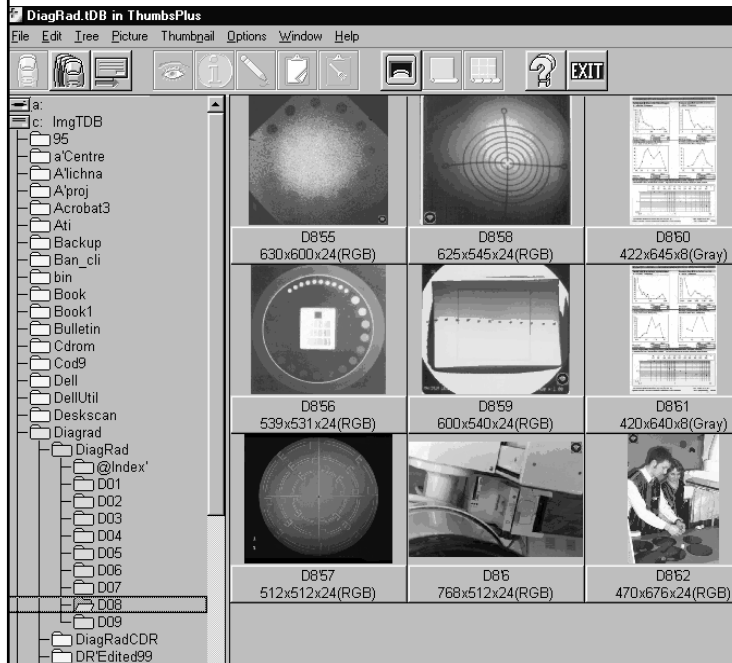 DiagRad.tDB in ThumbsPlus
File Edit Tree Picture Thumbnail Options Window Help
EXIT
a:
c: ImgTDB
95
a'Centre
A'lichna
A'proj
Acrobat3
Ati
Backup
Ban_cli
bin
Book
Book1
Bulletin
Cdrom
Cod9
Dell
DellUtil
Deskscan
Diagrad
DiagRad
@Index'
D01
D02
D03
D04
D05
D06
D07
D08
D09
DiagRadCDR
DR'Edited99
D8'55
630x600x24(RGB)
D8'58
625x545x24(RGB)
D8'60
422x645x8(Gray)
D8'56
539x531x24(RGB)
D8'59
600x540x24(RGB)
D8'61
420x640x8(Gray)
D8'57
512x512x24(RGB)
D8'6
768x512x24(RGB)
D8'62
470x676x24(RGB)